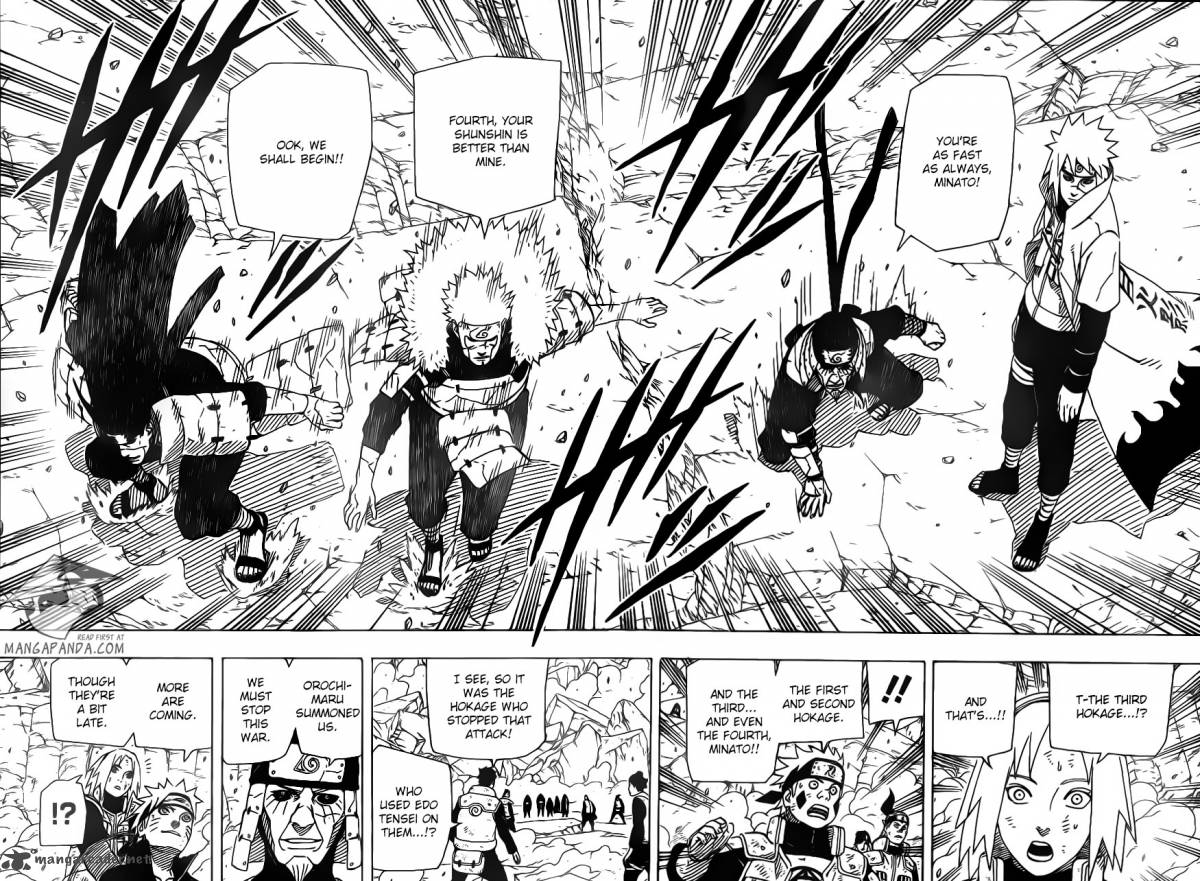 YOU'RE
AS FAST
AS ALWAYS,
MINATO!
FOURTH, YOUR
SHUNSHIN IS
BETTER THAN
MINE.
OOK, WE
SHALL BEGIN!!
READ FIRST AT
MANGAPANDA.COM
T-THE THIRD
HOKAGE...!?
AND
THAT'S...!!
!!
THE FIRST
AND SECOND
HOKAGE.
AND THE
THIRD...
AND EVEN
THE FOURTH,
MINATO!!
I SEE, SO IT
WAS THE
HOKAGE WHO
STOPPED THAT
ATTACK!
WHO
USED EDO
TENSEI ON
THEM...!?
OROCHI-
MARU
SUMMONED
US.
WE
MUST
STOP
THIS
WAR.
MORE
ARE
COMING.
THOUGH
THEY'RE
A BIT
LATE.
!?